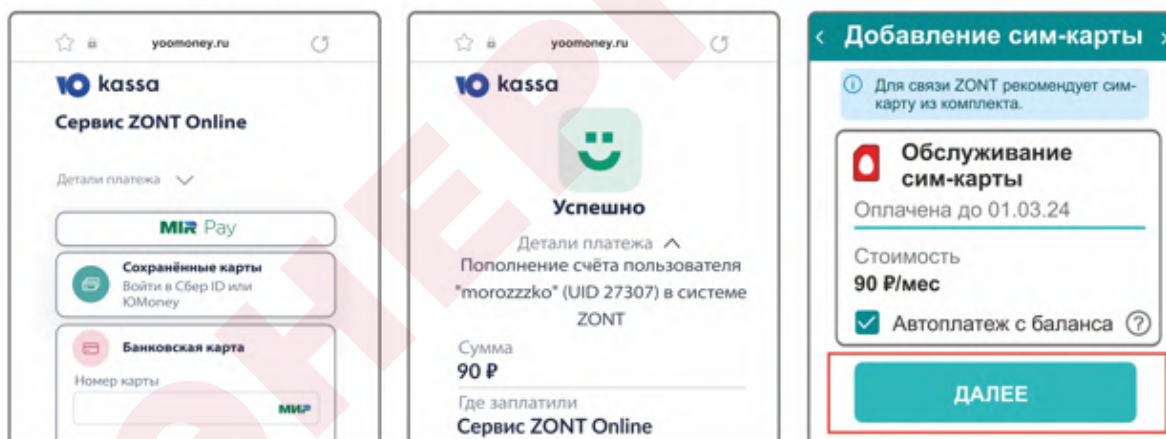 yoomoney.ru
Ю kassa
Сервис ZONT Online
Детали платежа
MIR Pay
Сохранённые карты
Войти в Сбер ID или
ЮMoney
Банковская карта
Номер карты
МИР
yoomoney.ru
Ю kassa
Успешно
Детали платежа
Пополнение счёта пользователя
"morozzzko" (UID 27307) в системе
ZONT
Сумма
90 ₽
Где заплатили
Сервис ZONT Online
< Добавление сим-карты >
Для связи ZONT рекомендует сим-
карту из комплекта.
Обслуживание
сим-карты
Оплачена до 01.03.24
Стоимость
90 ₽/мес
Автоплатеж с баланса ?
ДАЛЕЕ